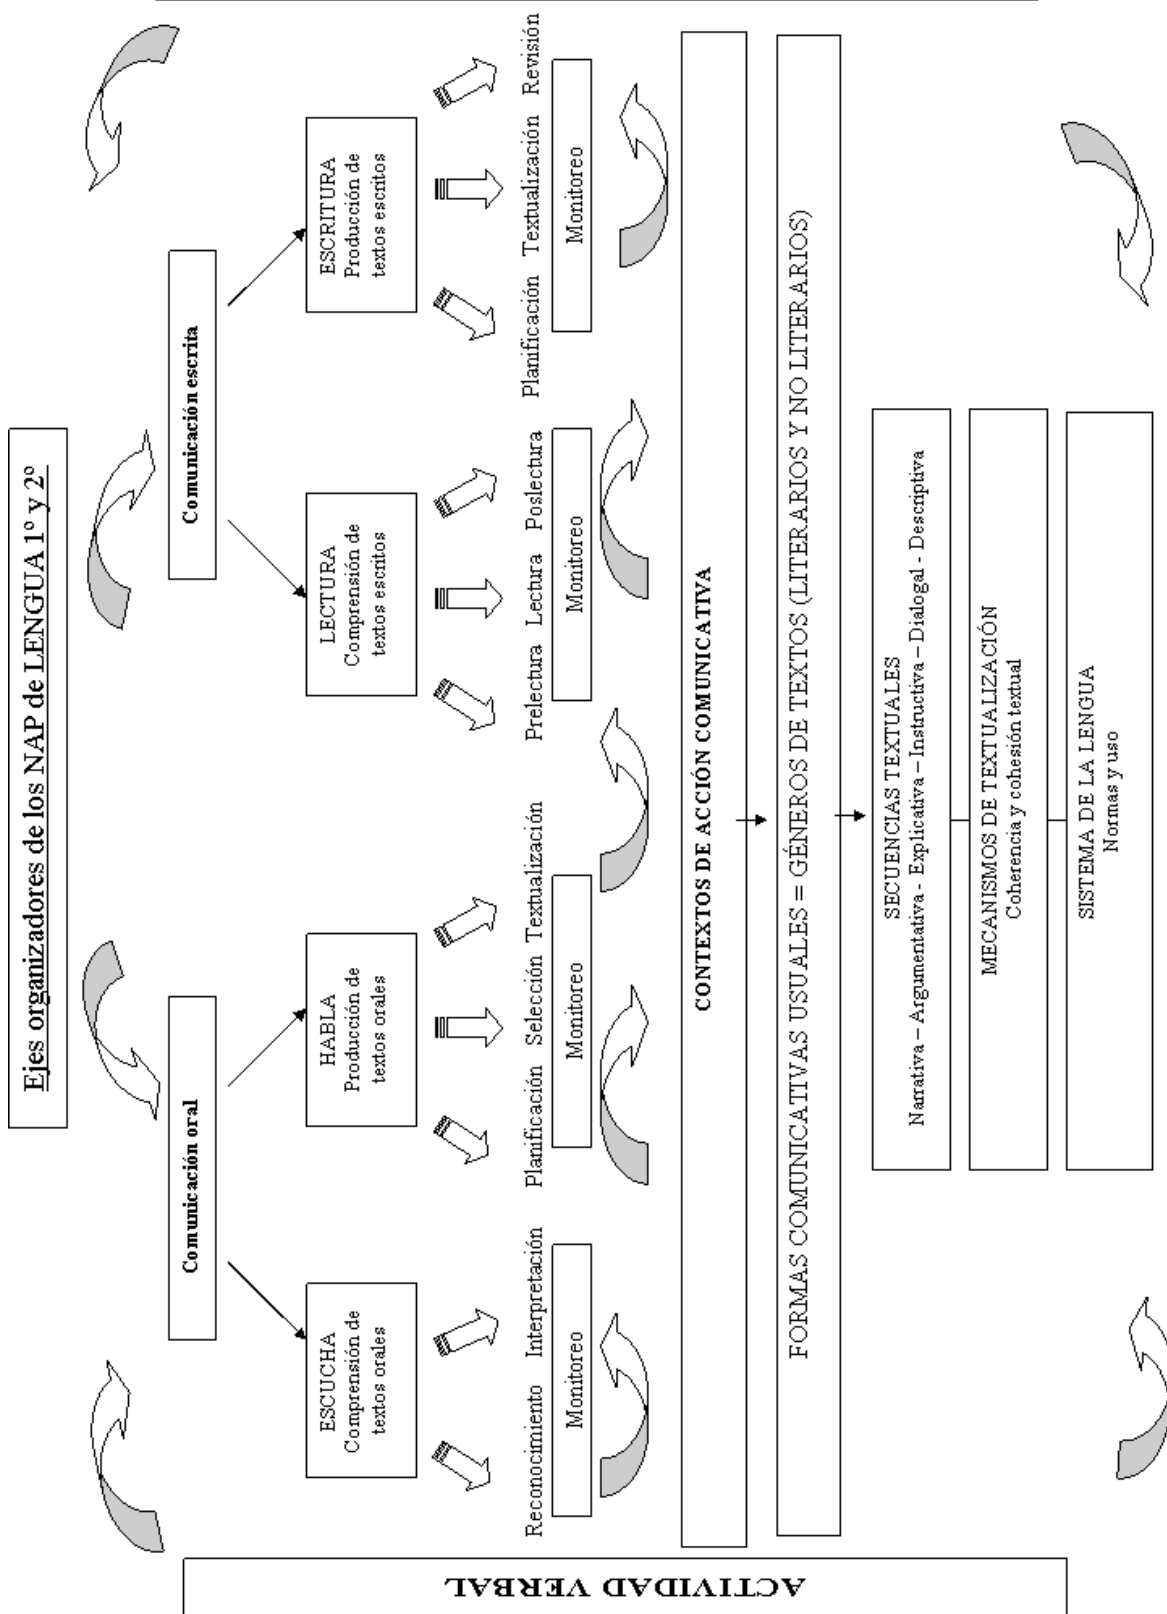 Ejes organizadores de los NAP de LENGUA 1º y 2º
Comunicación oral
Comunicación escrita
ESCUCHA
Comprensión de
textos orales
HABLA
Producción de
textos orales
LECTURA
Comprensión de
textos escritos
ESCRITURA
Producción de
textos escritos
Reconocimiento Interpretación
Planificación Selección Textualización
Prelectura Lectura Poslectura
Planificación Textualización Revisión
Monitoreo
Monitoreo
Monitoreo
Monitoreo
CONTEXTOS DE ACCIÓN COMUNICATIVA
FORMAS COMUNICATIVAS USUALES = GÉNEROS DE TEXTOS (LITERARIOS Y NO LITERARIOS)
SECUENCIAS TEXTUALES
Narrativa – Argumentativa - Explicativa – Instructiva – Dialogal - Descriptiva
MECANISMOS DE TEXTUALIZACIÓN
Coherencia y cohesión textual
SISTEMA DE LA LENGUA
Normas y uso
ACTIVIDAD VERBAL